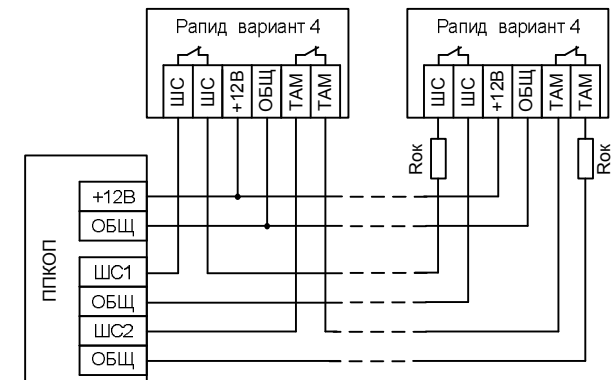 Рапид вариант 4
ШС
ШС
+12В
ОБЩ
ТАМ
ТАМ
Рапид вариант 4
ШС
ШС
+12В
ОБЩ
ТАМ
ТАМ
Rок
Rок
ППКОП
+12В
ОБЩ
ШС1
ОБЩ
ШС2
ОБЩ